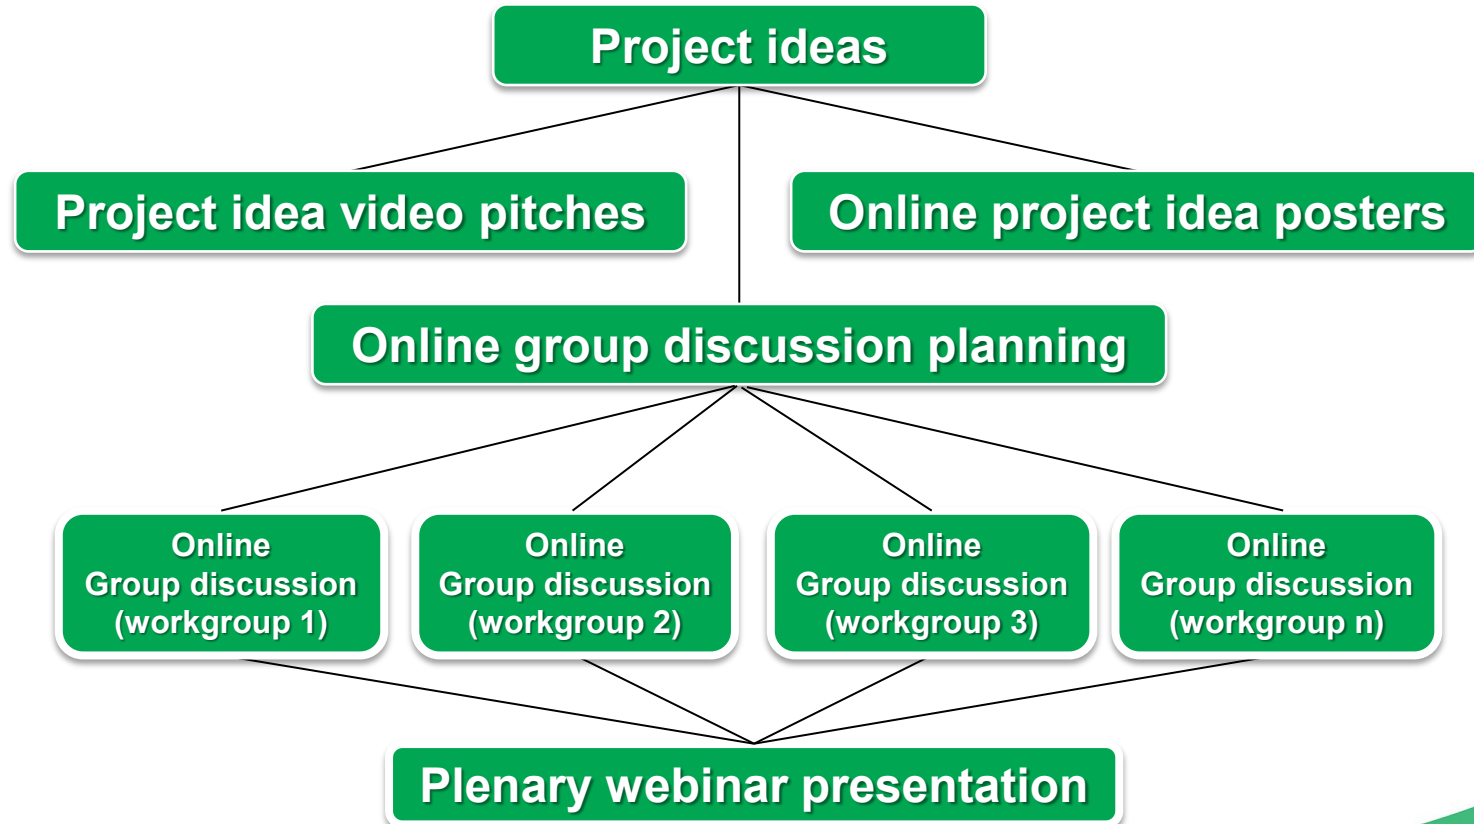 Project ideas
Project idea video pitches
Online project idea posters
Online group discussion planning
Online
Group discussion
(workgroup 1)
Online
Group discussion
(workgroup 2)
Online
Group discussion
(workgroup 3)
Online
Group discussion
(workgroup n)
Plenary webinar presentation